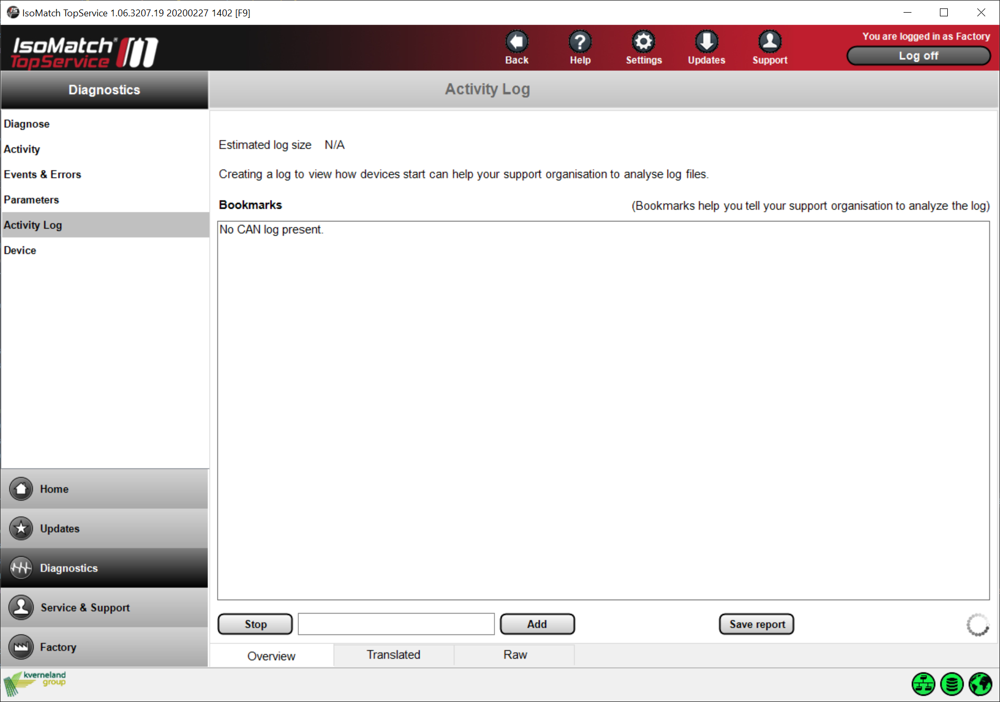 IsoMatch TopService 1.06.3207.19 20200227 1402 [F9]
IsoMatch®
TopService
Back
Help
Settings
Updates
Support
You are logged in as Factory
Log off
Diagnostics
Activity Log
Diagnose
Activity
Events & Errors
Parameters
Activity Log
Device
Estimated log size N/A
Creating a log to view how devices start can help your support organisation to analyse log files.
Bookmarks
(Bookmarks help you tell your support organisation to analyze the log)
No CAN log present.
Home
Updates
Diagnostics
Service & Support
Factory
Stop
Add
Save report
Overview
Translated
Raw
kverneland
group